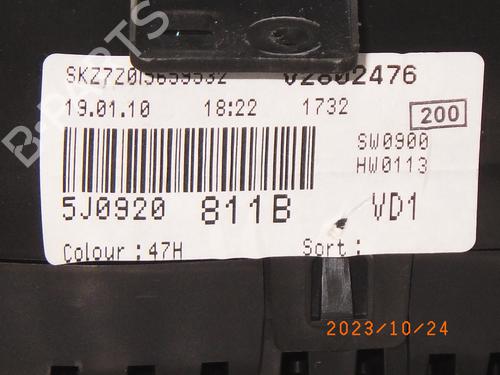 SKZ7Z0I5659532 V2802476
19.01.10 18:22 1732
200
SW0900
HW0113
5J0920 811B VD1
Colour : 47H Sort :
2023/10/24
B-PARTS